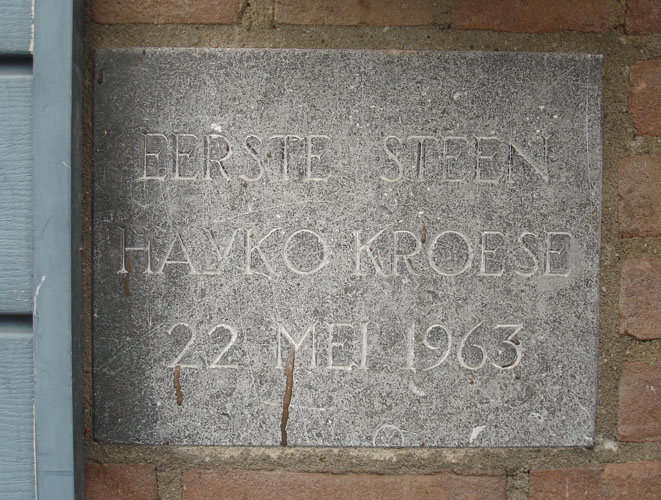 EERSTE STEEN
HAYKO KROESE
22 MEI 1963